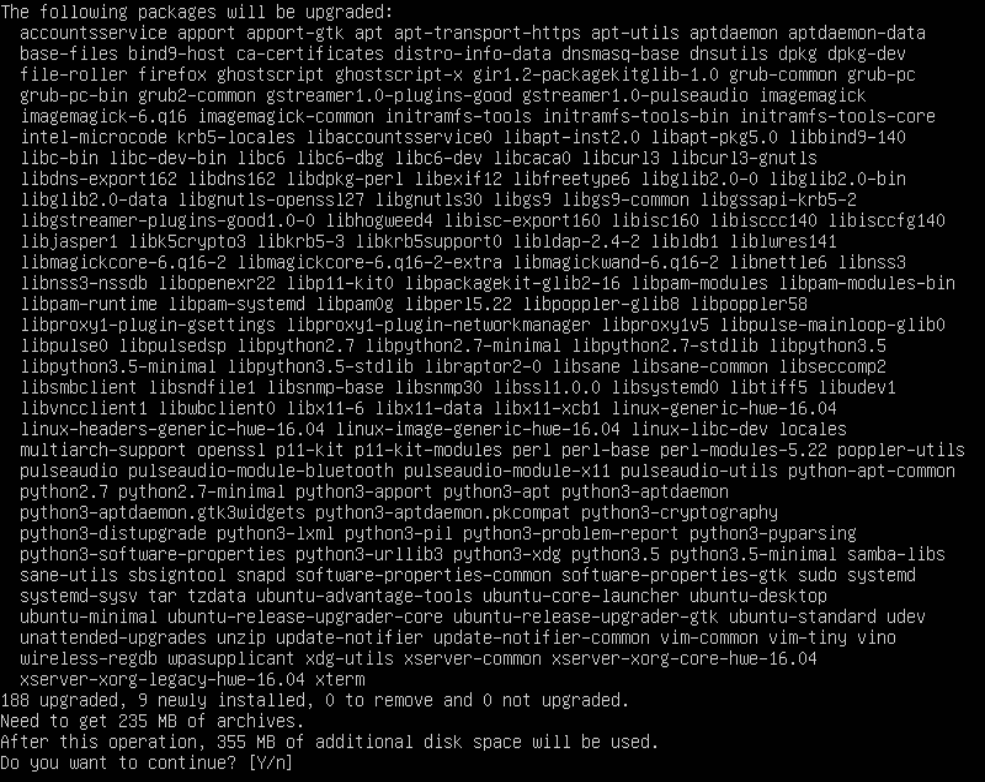 The following packages will be upgraded:
accountsservice apport apport-gtk apt apt-transport-https apt-utils aptdaemon aptdaemon-data
base-files bind9-host ca-certificates distro-info-data dnsmasq-base dnsutils dpkg dpkg-dev
file-roller firefox ghostscript ghostscript-x gir1.2-packagekitglib-1.0 grub-common grub-pc
grub-pc-bin grub2-common gstreamer1.0-plugins-good gstreamer1.0-pulseaudio imagemagick
imagemagick-6.q16 imagemagick-common initramfs-tools initramfs-tools-bin initramfs-tools-core
intel-microcode krb5-locales libaccountsservice0 libapt-inst2.0 libapt-pkg5.0 libbind9-140
libc-bin libc-dev-bin libc6 libc6-dbg libc6-dev libcaca0 libcurl3 libcurl3-gnutls
libdns-export162 libdns162 libdpkg-perl libexif12 libfreetype6 libglib2.0-0 libglib2.0-bin
libglib2.0-data libgnutls-openssl27 libgnutls30 libgs9 libgs9-common libgssapi-krb5-2
libgstreamer-plugins-good1.0-0 libhogweed4 libisc-export160 libisc160 libisccc140 libisccfg140
libjasper1 libk5crypto3 libkrb5-3 libkrb5support0 libldap-2.4-2 libldb1 liblwres141
libmagickcore-6.q16-2 libmagickcore-6.q16-2-extra libmagickwand-6.q16-2 libnettle6 libnss3
libnss3-nssdb libopenexr22 libp11-kit0 libpackagekit-glib2-16 libpam-modules libpam-modules-bin
libpam-runtime libpam-systemd libpam0g libperl5.22 libpoppler-glib8 libpoppler58
libproxy1-plugin-gsettings libproxy1-plugin-networkmanager libproxy1v5 libpulse-mainloop-glib0
libpulse0 libpulsedsp libpython2.7 libpython2.7-minimal libpython2.7-stdlib libpython3.5
libpython3.5-minimal libpython3.5-stdlib libraptor2-0 libsane libsane-common libseccomp2
libsmbclient libsndfile1 libsnmp-base libsnmp30 libssl1.0.0 libsystemd0 libtiff5 libudev1
libvncclient1 libwbclient0 libx11-6 libx11-data libx11-xcb1 linux-generic-hwe-16.04
linux-headers-generic-hwe-16.04 linux-image-generic-hwe-16.04 linux-libc-dev locales
multiarch-support openssl p11-kit p11-kit-modules perl perl-base perl-modules-5.22 poppler-utils
pulseaudio pulseaudio-module-bluetooth pulseaudio-module-x11 pulseaudio-utils python-apt-common
python2.7 python2.7-minimal python3-apport python3-apt python3-aptdaemon
python3-aptdaemon.gtk3widgets python3-aptdaemon.pkcompat python3-cryptography
python3-distupgrade python3-lxml python3-pil python3-problem-report python3-pyparsing
python3-software-properties python3-urllib3 python3-xdg python3.5 python3.5-minimal samba-libs
sane-utils sbsigntool snapd software-properties-common software-properties-gtk sudo systemd
systemd-sysv tar tzdata ubuntu-advantage-tools ubuntu-core-launcher ubuntu-desktop
ubuntu-minimal ubuntu-release-upgrader-core ubuntu-release-upgrader-gtk ubuntu-standard udev
unattended-upgrades unzip update-notifier update-notifier-common vim-common vim-tiny vino
wireless-regdb wpasupplicant xdg-utils xserver-common xserver-xorg-core-hwe-16.04
xserver-xorg-legacy-hwe-16.04 xterm
188 upgraded, 9 newly installed, 0 to remove and 0 not upgraded.
Need to get 235 MB of archives.
After this operation, 355 MB of additional disk space will be used.
Do you want to continue? [Y/n]